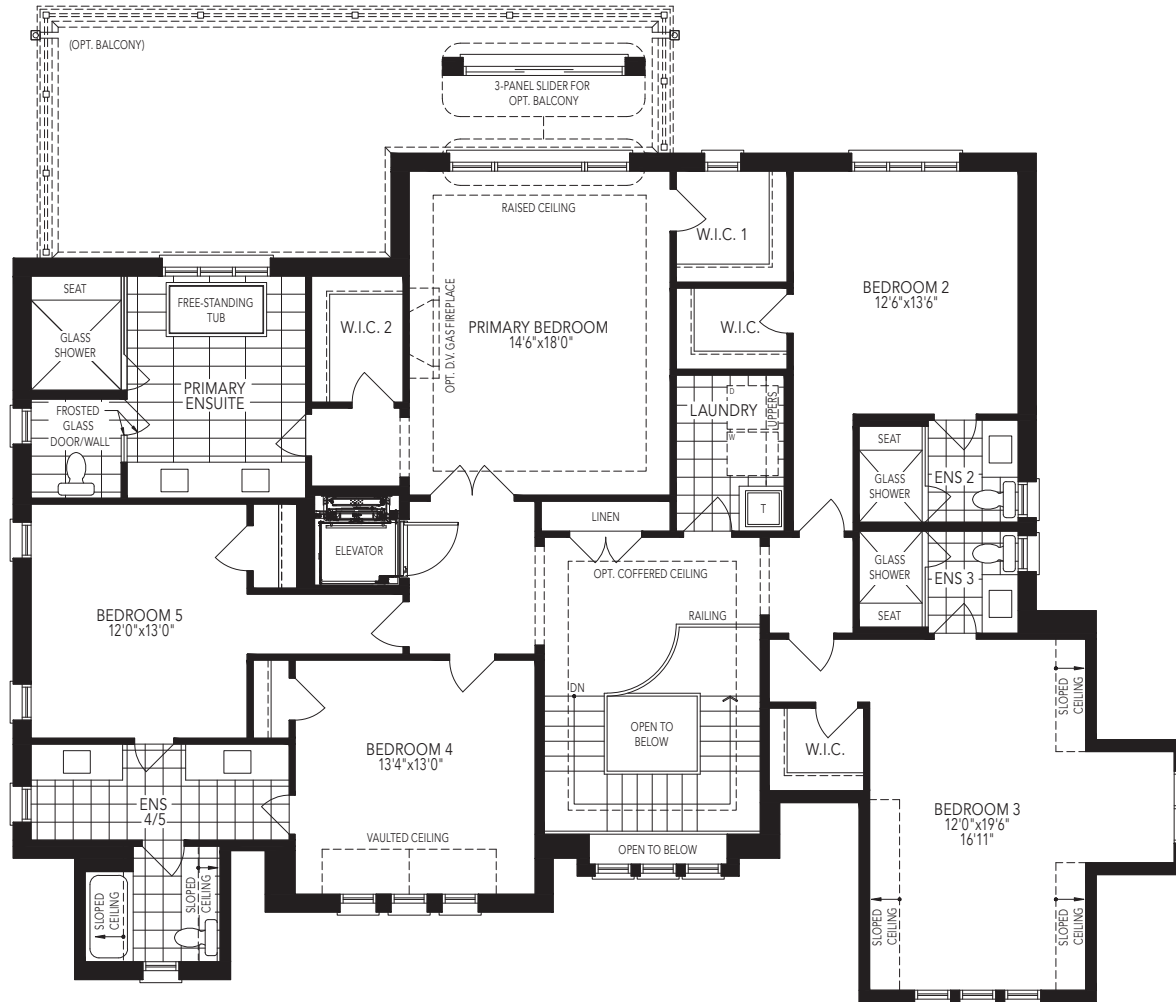 (OPT. BALCONY)
3-PANEL SLIDER FOR
OPT. BALCONY
RAISED CEILING
W.I.C. 1
BEDROOM 2
12'6"x13'6"
SEAT
FREE-STANDING
TUB
GLASS
SHOWER
W.I.C. 2
OPT. D.V. GAS FIREPLACE
PRIMARY BEDROOM
14'6"x18'0"
W.I.C.
PRIMARY
ENSUITE
FROSTED
GLASS
DOOR/WALL
LAUNDRY
D
W
UPPERS
T
SEAT
GLASS
SHOWER
ENS 2
LINEN
ELEVATOR
OPT. COFFERED CEILING
GLASS
SHOWER
SEAT
ENS 3
BEDROOM 5
12'0"x13'0"
RAILING
DN
OPEN TO
BELOW
SLOPED
CEILING
W.I.C.
BEDROOM 4
13'4"x13'0"
ENS
4/5
VAULTED CEILING
OPEN TO BELOW
BEDROOM 3
12'0"x19'6"
16'11"
SLOPED
CEILING
SLOPED
CEILING
SLOPED
CEILING
SLOPED
CEILING